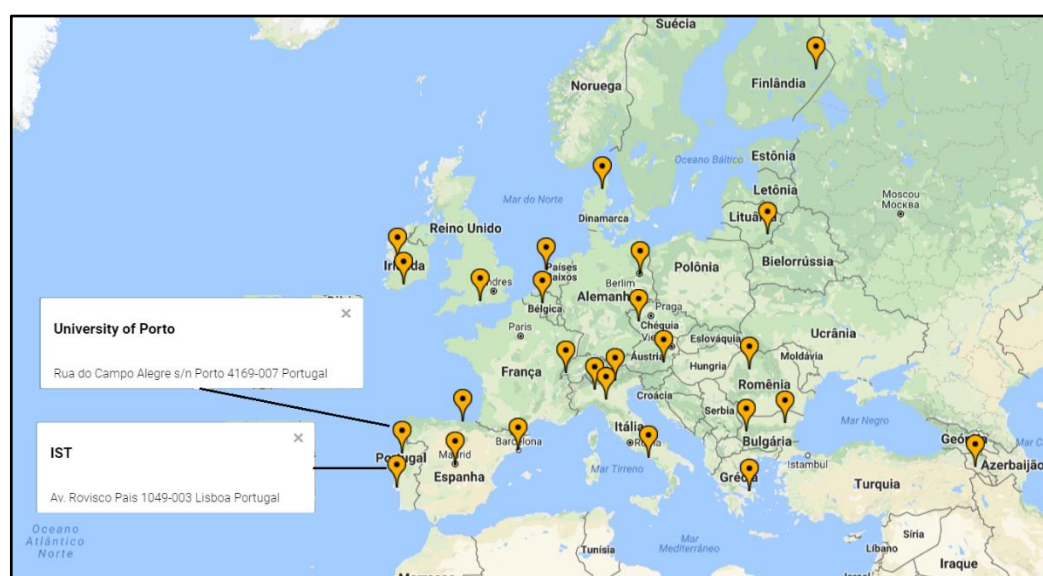 Suécia
Finlândia
Noruega
Oceano Báltico
Estônia
Letônia
Moscou
Москва
Mar do Norte
Dinamarca
Lituânia
Reino Unido
Bielorrússia
Irlanda
Países
Baixos
Berlim
Polônia
Alemanha
Bélgica
Praga
Chéquia
Paris
Ucrânia
Eslováquia
Áustria
Moldávia
França
Hungria
Romênia
Croácia
Sérvia
Itália
Mar Negro
Bulgária
Geórgia
Istambul
Azerbaijão
Barcelona
Roma
Portugal
Madrid
Espanha
Mar Tirreno
Grécia
Turquia
University of Porto
Rua do Campo Alegre s/n Porto 4169-007 Portugal
IST
Av. Rovisco Pais 1049-003 Lisboa Portugal
Oceano
Atlântico
Norte
Tunísia
Mar
Mediterrâneo
Síria
Líbano
Iraque